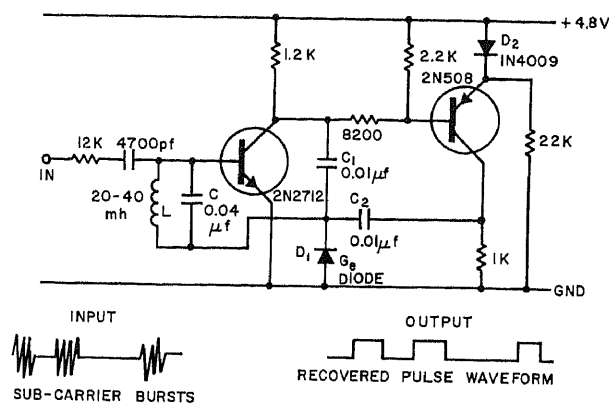 +4.8V
D2
1N4009
1.2K
2.2K
2N508
12K
4700pf
IN
8200
22K
C1
0.01μf
20-40
mh
L
C
0.04
μf
2N2712
C2
0.01μf
D1
Ge
DIODE
1K
GND
INPUT
OUTPUT
SUB-CARRIER BURSTS
RECOVERED PULSE WAVEFORM